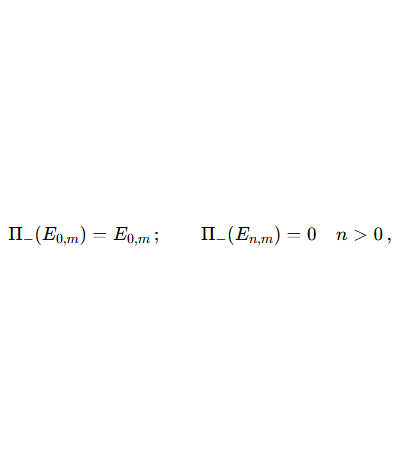 Π₋(E₀,ₘ) = E₀,ₘ ;  Π₋(Eₙ,ₘ) = 0  n > 0 ,